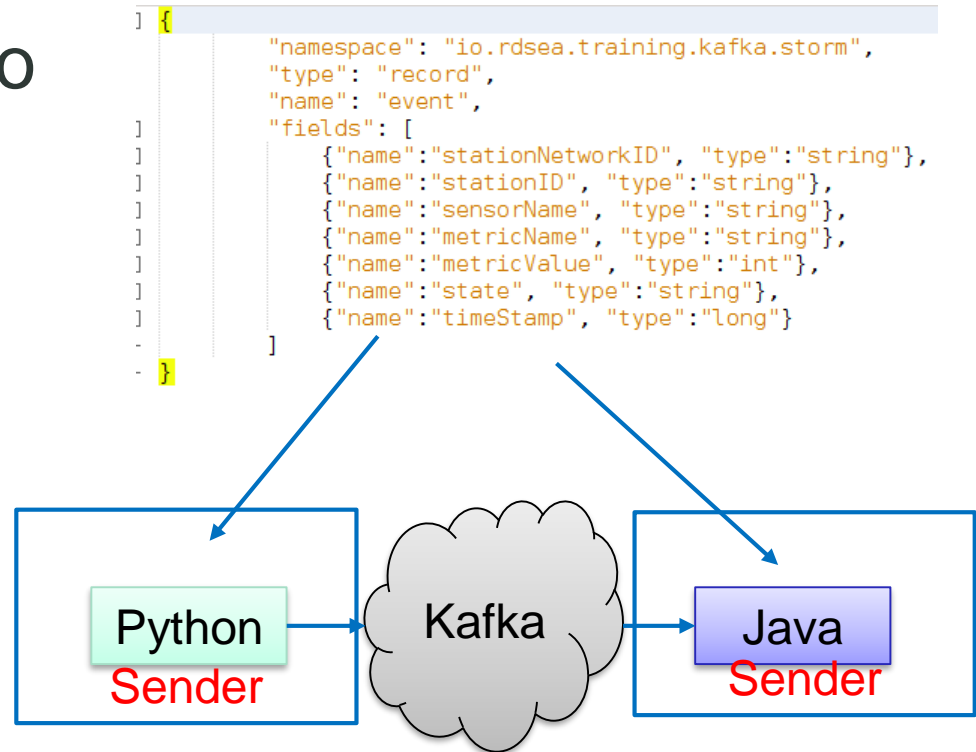 o
{
"namespace": "io.rdsea.training.kafka.storm",
"type": "record",
"name": "event",
"fields": [
{"name":"stationNetworkID", "type":"string"},
{"name":"stationID", "type":"string"},
{"name":"sensorName", "type":"string"},
{"name":"metricName", "type":"string"},
{"name":"metricValue", "type":"int"},
{"name":"state", "type":"string"},
{"name":"timeStamp", "type":"long"}
]
}
Python
Sender
Kafka
Java
Sender